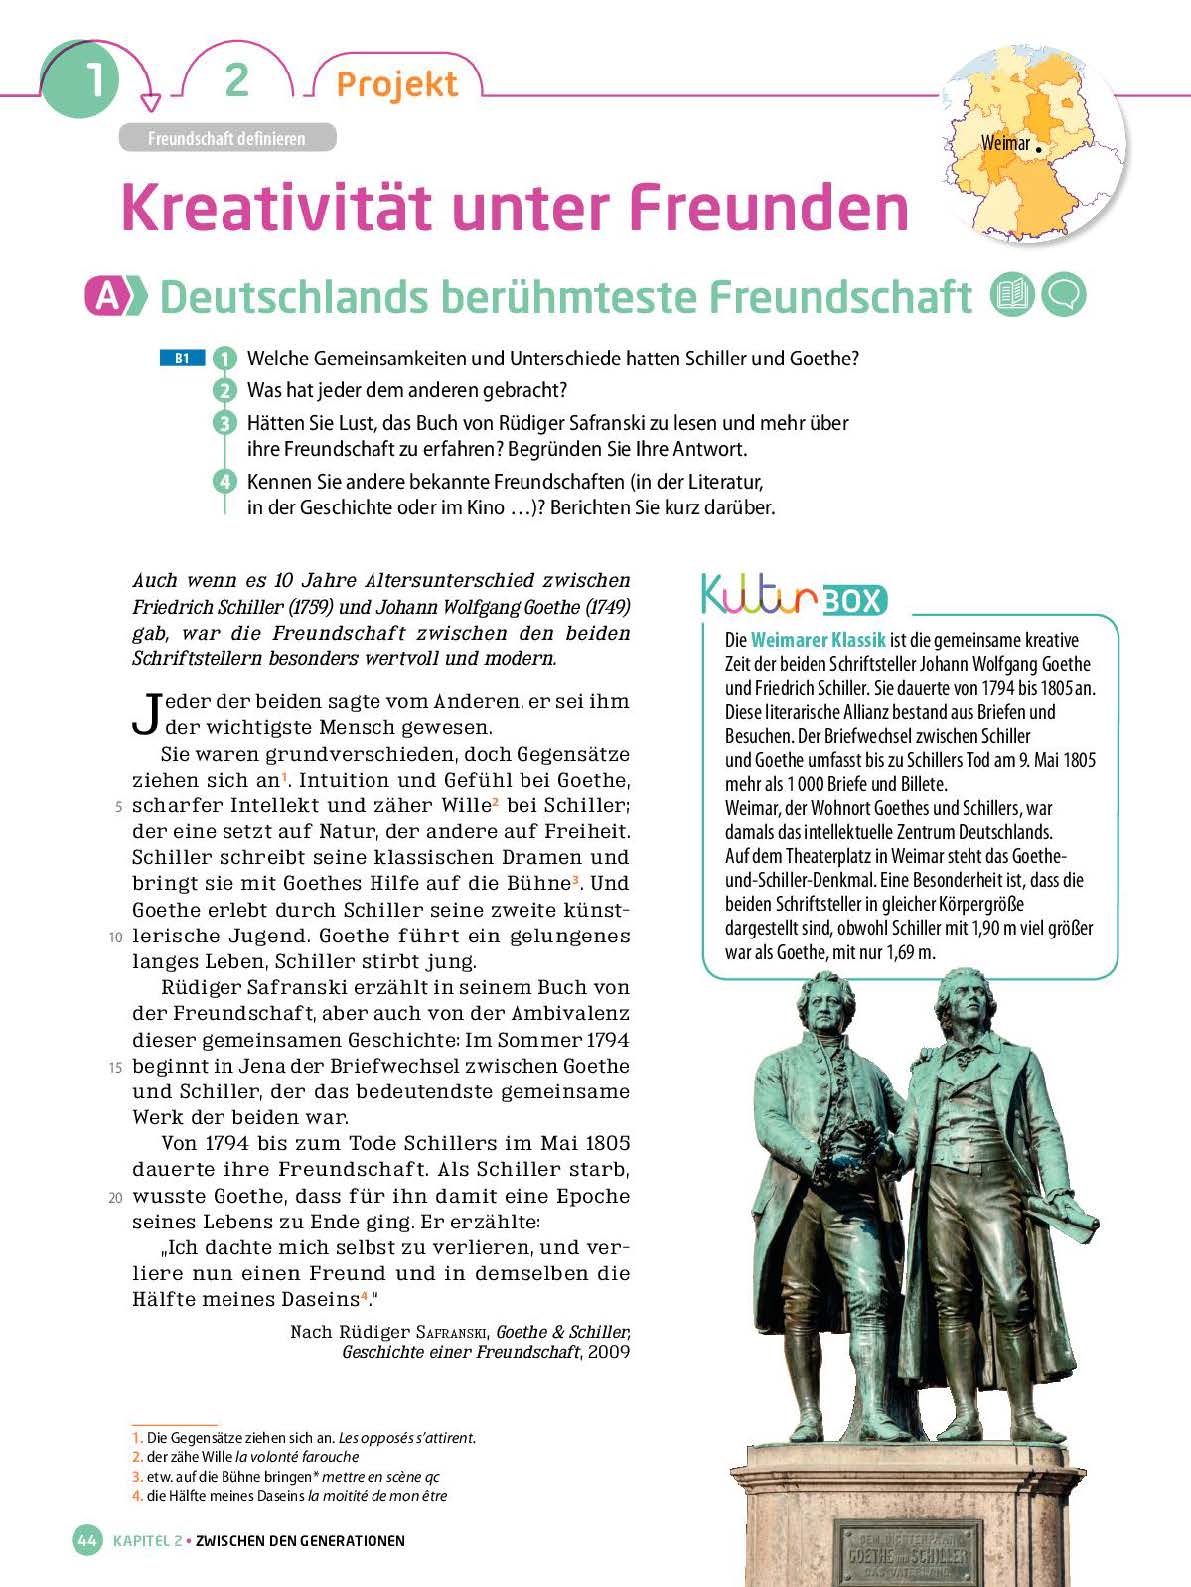 1
2
Projekt
Freundschaft definieren
Weimar
Kreativität unter Freunden
A Deutschlands berühmteste Freundschaft
B1
1 Welche Gemeinsamkeiten und Unterschiede hatten Schiller und Goethe?
2 Was hat jeder dem anderen gebracht?
3 Hätten Sie Lust, das Buch von Rüdiger Safranski zu lesen und mehr über
ihre Freundschaft zu erfahren? Begründen Sie Ihre Antwort.
4 Kennen Sie andere bekannte Freundschaften (in der Literatur,
in der Geschichte oder im Kino …)? Berichten Sie kurz darüber.
Auch wenn es 10 Jahre Altersunterschied zwischen
Friedrich Schiller (1759) und Johann Wolfgang Goethe (1749)
gab, war die Freundschaft zwischen den beiden
Schriftstellern besonders wertvoll und modern.
Jeder der beiden sagte vom Anderen, er sei ihm
der wichtigste Mensch gewesen.
Sie waren grundverschieden, doch Gegensätze
ziehen sich an1. Intuition und Gefühl bei Goethe,
5 scharfer Intellekt und zäher Wille2 bei Schiller;
der eine setzt auf Natur, der andere auf Freiheit.
Schiller schreibt seine klassischen Dramen und
bringt sie mit Goethes Hilfe auf die Bühne3. Und
Goethe erlebt durch Schiller seine zweite künst-
10 lerische Jugend. Goethe führt ein gelungenes
langes Leben, Schiller stirbt jung.
Rüdiger Safranski erzählt in seinem Buch von
der Freundschaft, aber auch von der Ambivalenz
dieser gemeinsamen Geschichte: Im Sommer 1794
15 beginnt in Jena der Briefwechsel zwischen Goethe
und Schiller, der das bedeutendste gemeinsame
Werk der beiden war.
Von 1794 bis zum Tode Schillers im Mai 1805
dauerte ihre Freundschaft. Als Schiller starb,
20 wusste Goethe, dass für ihn damit eine Epoche
seines Lebens zu Ende ging. Er erzählte:
„Ich dachte mich selbst zu verlieren, und ver-
liere nun einen Freund und in demselben die
Hälfte meines Daseins4."
Nach Rüdiger SAFRANSKI, Goethe & Schiller,
Geschichte einer Freundschaft, 2009
1. Die Gegensätze ziehen sich an. Les opposés s'attirent.
2. der zähe Wille la volonté farouche
3. etw. auf die Bühne bringen* mettre en scène qc
4. die Hälfte meines Daseins la moitité de mon être
Kultur BOX
Die Weimarer Klassik ist die gemeinsame kreative
Zeit der beiden Schriftsteller Johann Wolfgang Goethe
und Friedrich Schiller. Sie dauerte von 1794 bis 1805 an.
Diese literarische Allianz bestand aus Briefen und
Besuchen. Der Briefwechsel zwischen Schiller
und Goethe umfasst bis zu Schillers Tod am 9. Mai 1805
mehr als 1 000 Briefe und Billete.
Weimar, der Wohnort Goethes und Schillers, war
damals das intellektuelle Zentrum Deutschlands.
Auf dem Theaterplatz in Weimar steht das Goethe-
und-Schiller-Denkmal. Eine Besonderheit ist, dass die
beiden Schriftsteller in gleicher Körpergröße
dargestellt sind, obwohl Schiller mit 1,90 m viel größer
war als Goethe, mit nur 1,69 m.
DEM DICHTERPAAR
GOETHE UND SCHILLER
DAS VATERLAND
44 KAPITEL 2 • ZWISCHEN DEN GENERATIONEN